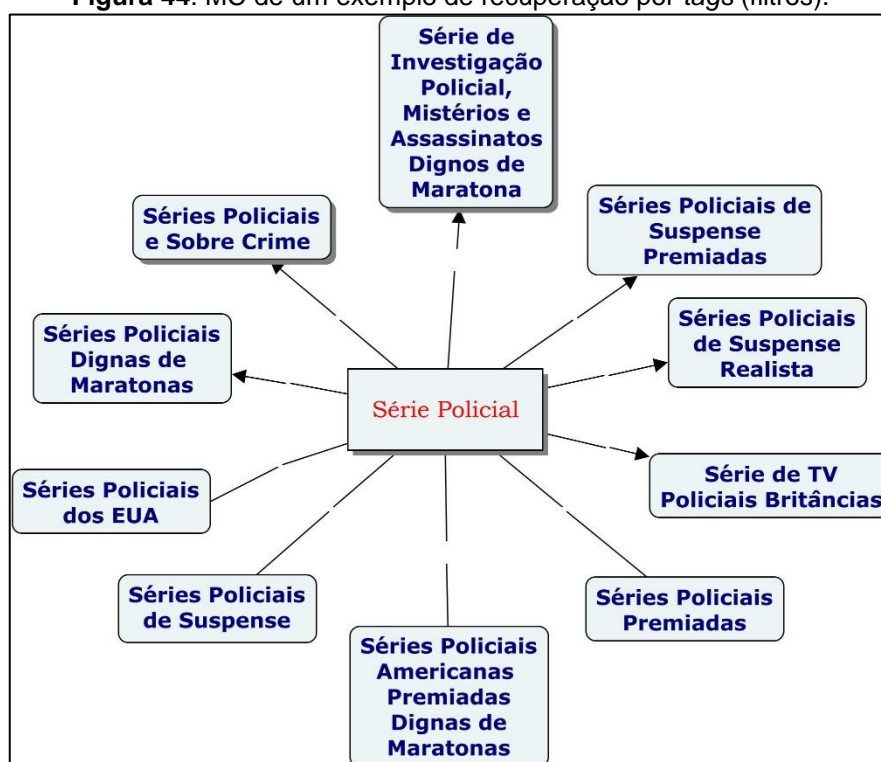 Figura 44: MC de um exemplo de recuperação por tags (filtros).
Série de
Investigação
Policial,
Mistérios e
Assassinatos
Dignos de
Maratona
Séries Policiais
e Sobre Crime
Séries Policiais de
Suspense
Premiadas
Séries Policiais
Dignas de
Maratonas
Séries Policiais
de Suspense
Realista
Série Policial
Séries Policiais
dos EUA
Série de TV
Policiais Britâncias
Séries Policiais
de Suspense
Séries Policiais
Americanas
Premiadas
Dignas de
Maratonas
Séries Policiais
Premiadas